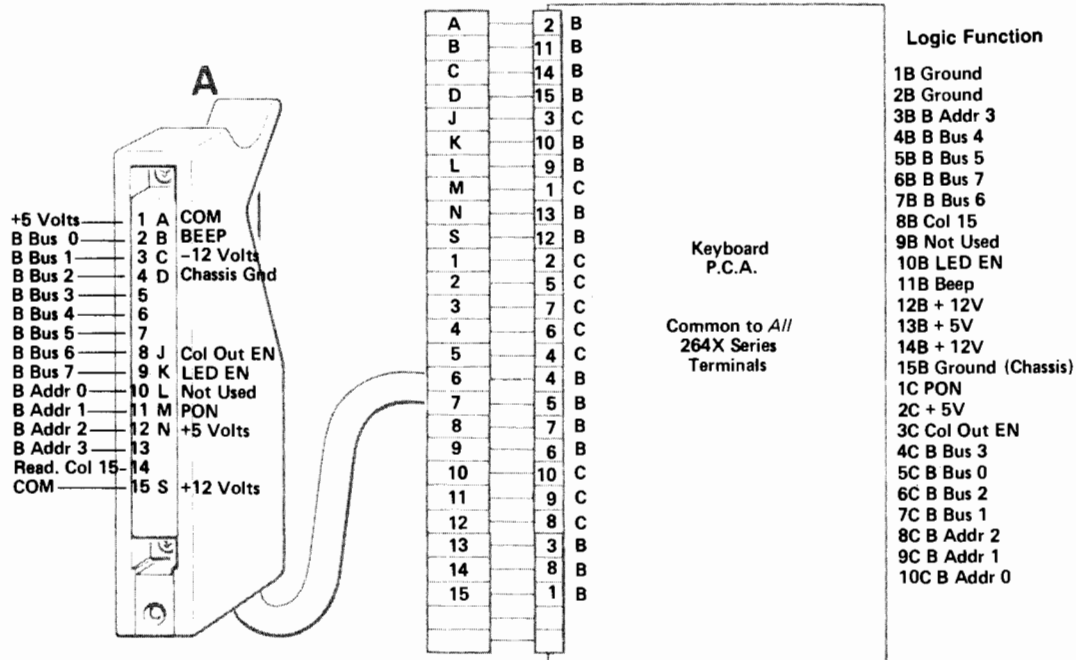 A
+5 Volts 1 A COM
B Bus 0 2 B BEEP
B Bus 1 3 C -12 Volts
B Bus 2 4 D Chassis Gnd
B Bus 3 5
B Bus 4 6
B Bus 5 7
B Bus 6 8 J Col Out EN
B Bus 7 9 K LED EN
B Addr 0 10 L Not Used
B Addr 1 11 M PON
B Addr 2 12 N +5 Volts
B Addr 3 13
Read. Col 15 14
COM 15 S +12 Volts
A 2 B
B 11 B
C 14 B
D 15 B
J 3 C
K 10 B
L 9 B
M 1 C
N 13 B
S 12 B
1 2 C
2 5 C
3 7 C
4 6 C
5 4 C
6 4 B
7 5 B
8 7 B
9 6 B
10 10 C
11 9 C
12 8 C
13 3 B
14 8 B
15 1 B
Keyboard
P.C.A.
Common to All
264X Series
Terminals
Logic Function
1B Ground
2B Ground
3B B Addr 3
4B B Bus 4
5B B Bus 5
6B B Bus 7
7B B Bus 6
8B Col 15
9B Not Used
10B LED EN
11B Beep
12B + 12V
13B + 5V
14B + 12V
15B Ground (Chassis)
1C PON
2C + 5V
3C Col Out EN
4C B Bus 3
5C B Bus 0
6C B Bus 2
7C B Bus 1
8C B Addr 2
9C B Addr 1
10C B Addr 0